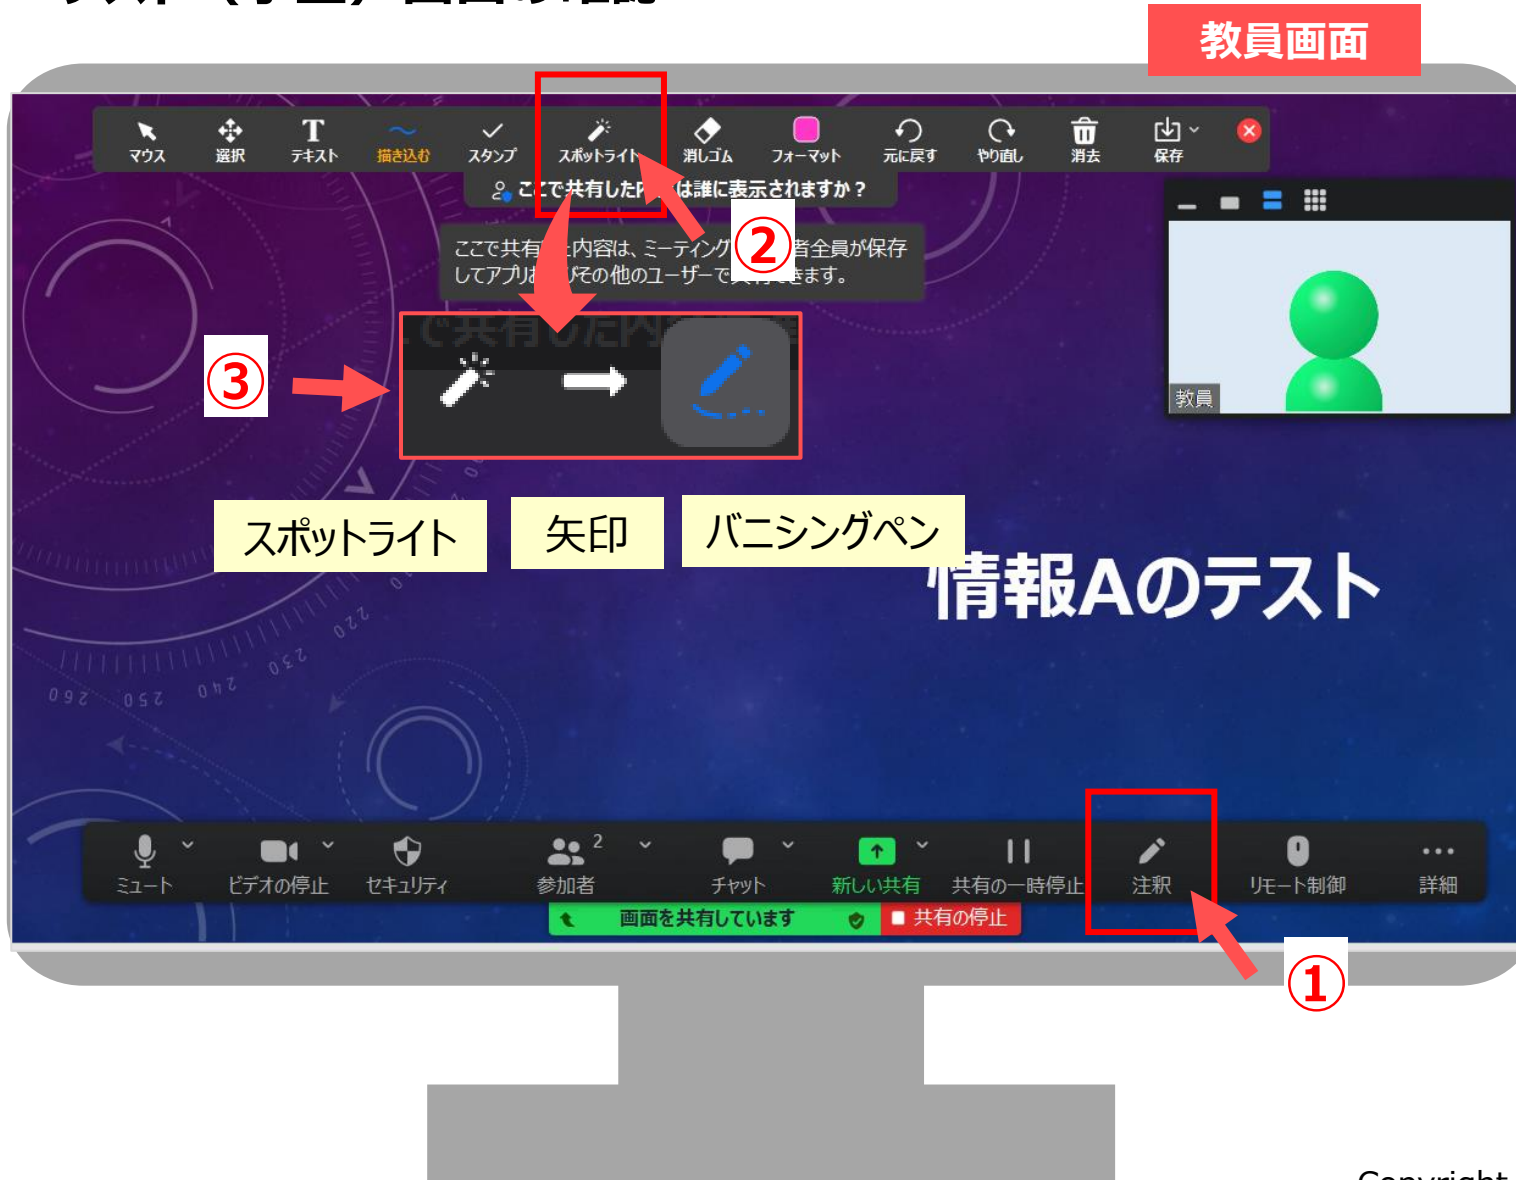 教員画面
マウス 選択 テキスト 描き込む スタンプ スポットライト 消しゴム フォーマット 元に戻す やり直し 消去 保存
②
教員
③
スポットライト 矢印 バニシングペン
情報Aのテスト
220
230
240
250
260
2
ミュート ビデオの停止 セキュリティ 参加者 チャット 新しい共有 共有の一時停止 注釈 リモート制御 詳細
画面を共有しています 共有の停止
①